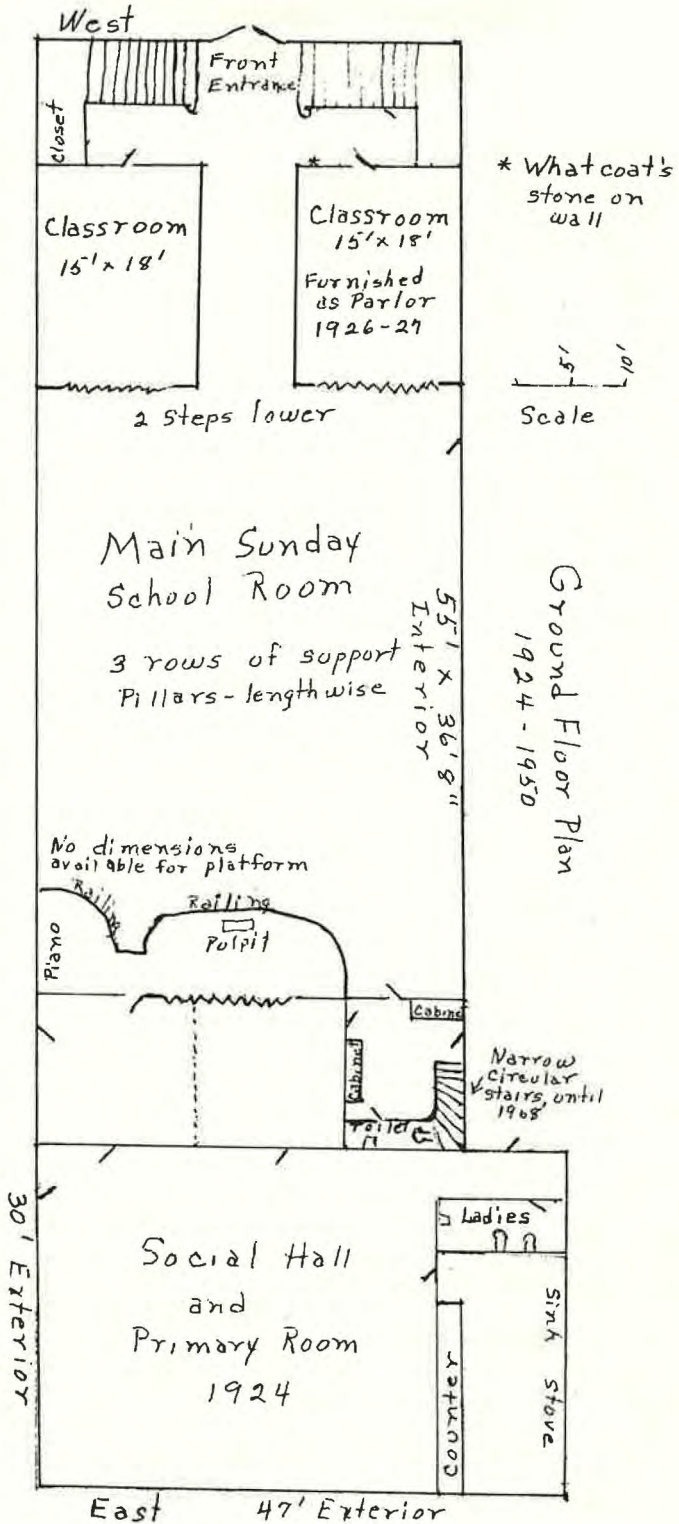 West
Front
Entrance
closet
* What coat's
stone on
wall
*
Classroom
15' x 18'
Classroom
15' x 18'
Furnished
as Parlor
1926-27
5'
10'
Scale
2 steps lower
Main Sunday
School Room
3 rows of support
Pillars - lengthwise
55' x 36'8"
Interior
Ground Floor Plan
1924 - 1950
No dimensions
available for platform
Railing
Railing
Pulpit
Piano
Cabinet
Cabinet
Toilet
Narrow
Circular
stairs, until
1968
Ladies
Social Hall
and
Primary Room
1924
Sink Stove
Counter
30' Exterior
East 47' Exterior